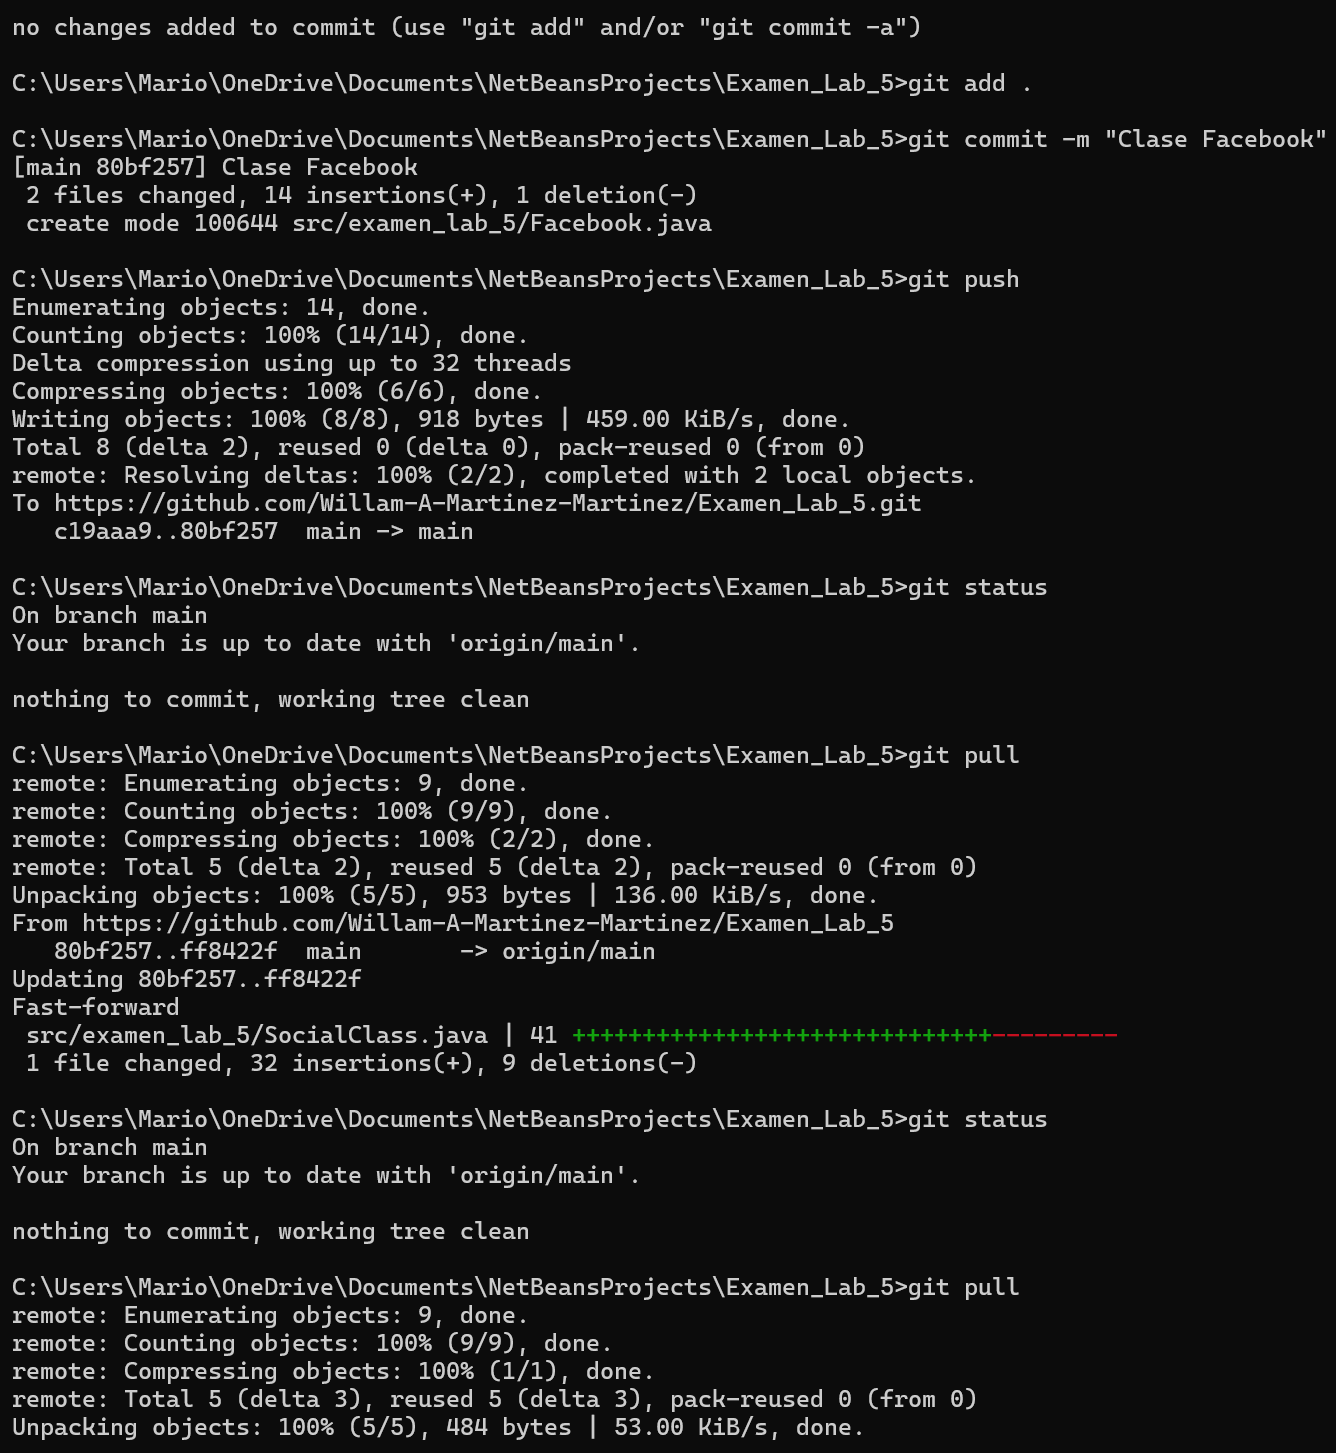 no changes added to commit (use "git add" and/or "git commit -a")
C:\Users\Mario\OneDrive\Documents\NetBeansProjects\Examen_Lab_5>git add .
C:\Users\Mario\OneDrive\Documents\NetBeansProjects\Examen_Lab_5>git commit -m "Clase Facebook"
[main 80bf257] Clase Facebook
 2 files changed, 14 insertions(+), 1 deletion(-)
 create mode 100644 src/examen_lab_5/Facebook.java
C:\Users\Mario\OneDrive\Documents\NetBeansProjects\Examen_Lab_5>git push
Enumerating objects: 14, done.
Counting objects: 100% (14/14), done.
Delta compression using up to 32 threads
Compressing objects: 100% (6/6), done.
Writing objects: 100% (8/8), 918 bytes | 459.00 KiB/s, done.
Total 8 (delta 2), reused 0 (delta 0), pack-reused 0 (from 0)
remote: Resolving deltas: 100% (2/2), completed with 2 local objects.
To https://github.com/Willam-A-Martinez-Martinez/Examen_Lab_5.git
   c19aaa9..80bf257  main -> main
C:\Users\Mario\OneDrive\Documents\NetBeansProjects\Examen_Lab_5>git status
On branch main
Your branch is up to date with 'origin/main'.
nothing to commit, working tree clean
C:\Users\Mario\OneDrive\Documents\NetBeansProjects\Examen_Lab_5>git pull
remote: Enumerating objects: 9, done.
remote: Counting objects: 100% (9/9), done.
remote: Compressing objects: 100% (2/2), done.
remote: Total 5 (delta 2), reused 5 (delta 2), pack-reused 0 (from 0)
Unpacking objects: 100% (5/5), 953 bytes | 136.00 KiB/s, done.
From https://github.com/Willam-A-Martinez-Martinez/Examen_Lab_5
   80bf257..ff8422f  main       -> origin/main
Updating 80bf257..ff8422f
Fast-forward
 src/examen_lab_5/SocialClass.java | 41 ++++++++++++++++++++++++++++++---------
 1 file changed, 32 insertions(+), 9 deletions(-)
C:\Users\Mario\OneDrive\Documents\NetBeansProjects\Examen_Lab_5>git status
On branch main
Your branch is up to date with 'origin/main'.
nothing to commit, working tree clean
C:\Users\Mario\OneDrive\Documents\NetBeansProjects\Examen_Lab_5>git pull
remote: Enumerating objects: 9, done.
remote: Counting objects: 100% (9/9), done.
remote: Compressing objects: 100% (1/1), done.
remote: Total 5 (delta 3), reused 5 (delta 3), pack-reused 0 (from 0)
Unpacking objects: 100% (5/5), 484 bytes | 53.00 KiB/s, done.